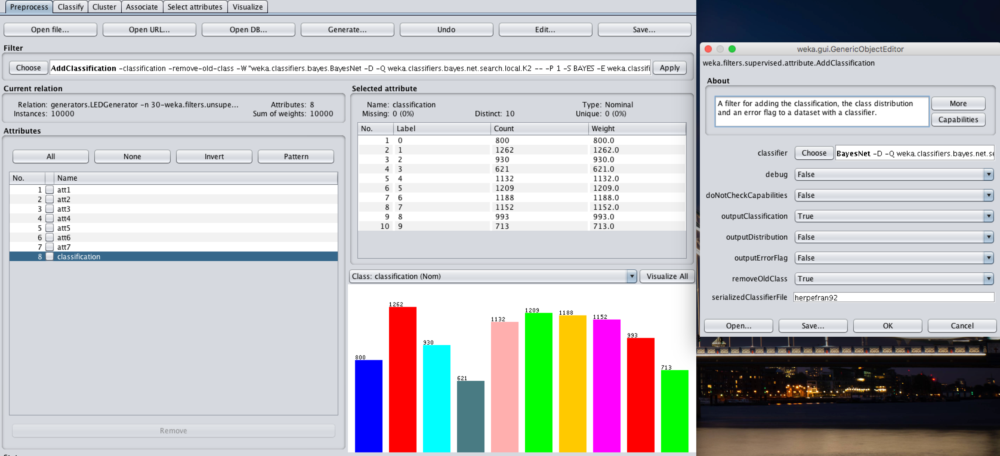 Preprocess Classify Cluster Associate Select attributes Visualize
Open file... Open URL... Open DB... Generate... Undo Edit... Save...
Filter
Choose AddClassification -classification -remove-old-class -W "weka.classifiers.bayes.BayesNet -D -Q weka.classifiers.bayes.net.search.local.K2 -- -P 1 -S BAYES -E weka.classifi Apply
Current relation
Relation: generators.LEDGenerator -n 30-weka.filters.unsupe... Attributes: 8
Instances: 10000 Sum of weights: 10000
Attributes
All None Invert Pattern
No. Name
1 att1
2 att2
3 att3
4 att4
5 att5
6 att6
7 att7
8 classification
Remove
Selected attribute
Name: classification Type: Nominal
Missing: 0 (0%) Distinct: 10 Unique: 0 (0%)
No. Label Count Weight
1 0 800 800.0
2 1 1262 1262.0
3 2 930 930.0
4 3 621 621.0
5 4 1132 1132.0
6 5 1209 1209.0
7 6 1188 1188.0
8 7 1152 1152.0
9 8 993 993.0
10 9 713 713.0
Class: classification (Nom) Visualize All
800 1262 930 621 1132 1209 1188 1152 993 713
weka.gui.GenericObjectEditor
weka.filters.supervised.attribute.AddClassification
About
A filter for adding the classification, the class distribution
and an error flag to a dataset with a classifier.
More
Capabilities
classifier Choose BayesNet -D -Q weka.classifiers.bayes.net.se
debug False
doNotCheckCapabilities False
outputClassification True
outputDistribution False
outputErrorFlag False
removeOldClass True
serializedClassifierFile herpefran92
Open... Save... OK Cancel